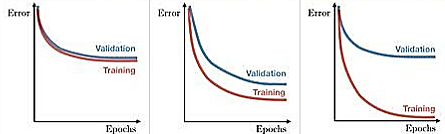 Error
Validation
Training
Epochs
Error
Validation
Training
Epochs
Error
Validation
Training
Epochs